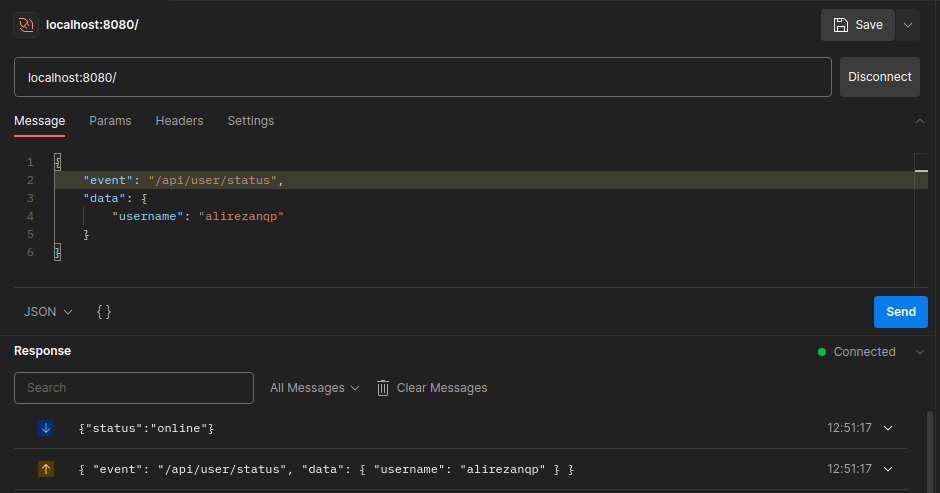 localhost:8080/
Save
localhost:8080/
Disconnect
Message Params Headers Settings
1 {
2 "event": "/api/user/status",
3 "data": {
4 "username": "alirezanqp"
5 }
6 }
JSON {}
Send
Response
Connected
Search
All Messages
Clear Messages
{"status":"online"} 12:51:17
{ "event": "/api/user/status", "data": { "username": "alirezanqp" } } 12:51:17